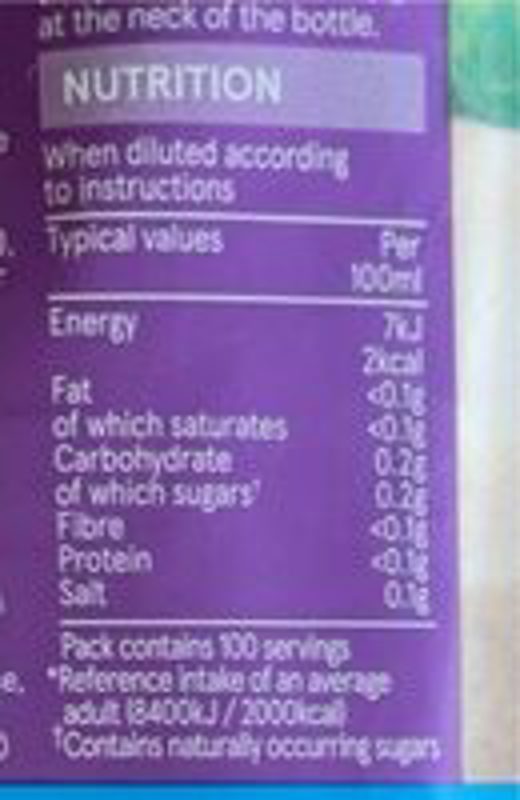 at the neck of the bottle.
NUTRITION
When diluted according
to instructions
Typical values Per
100ml
Energy 7kJ
2kcal
Fat <0.1g
of which saturates <0.1g
Carbohydrate 0.2g
of which sugars† 0.2g
Fibre <0.1g
Protein <0.1g
Salt 0.1g
Pack contains 100 servings
*Reference intake of an average
adult (8400kJ / 2000kcal)
†Contains naturally occurring sugars